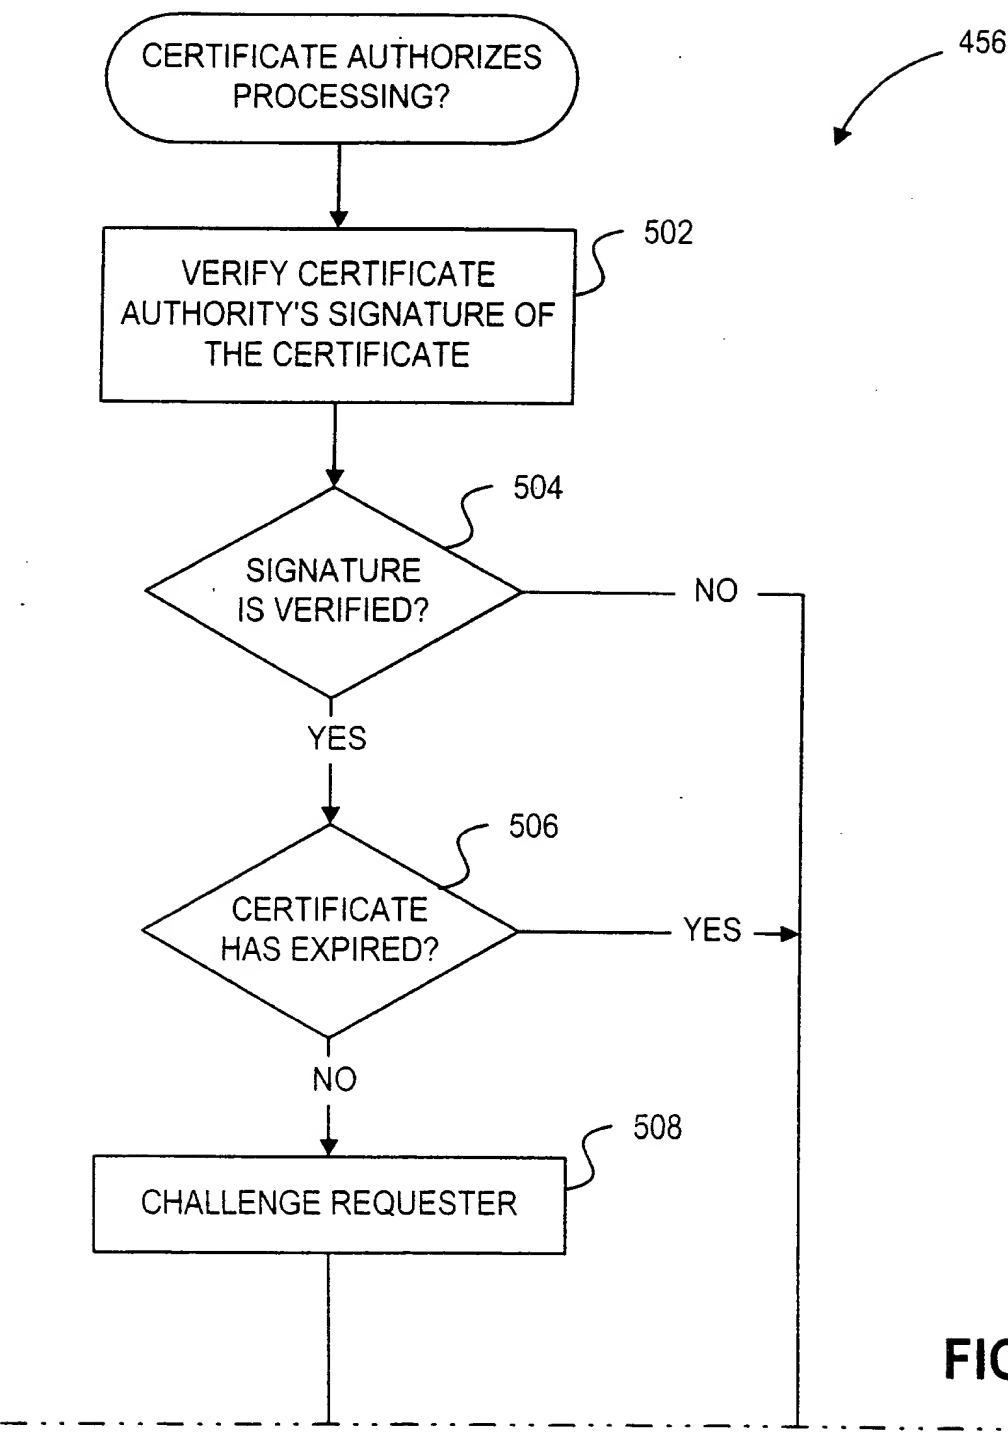 CERTIFICATE AUTHORIZES
PROCESSING?
456
502
VERIFY CERTIFICATE
AUTHORITY'S SIGNATURE OF
THE CERTIFICATE
504
SIGNATURE
IS VERIFIED?
NO
YES
506
CERTIFICATE
HAS EXPIRED?
YES
NO
508
CHALLENGE REQUESTER